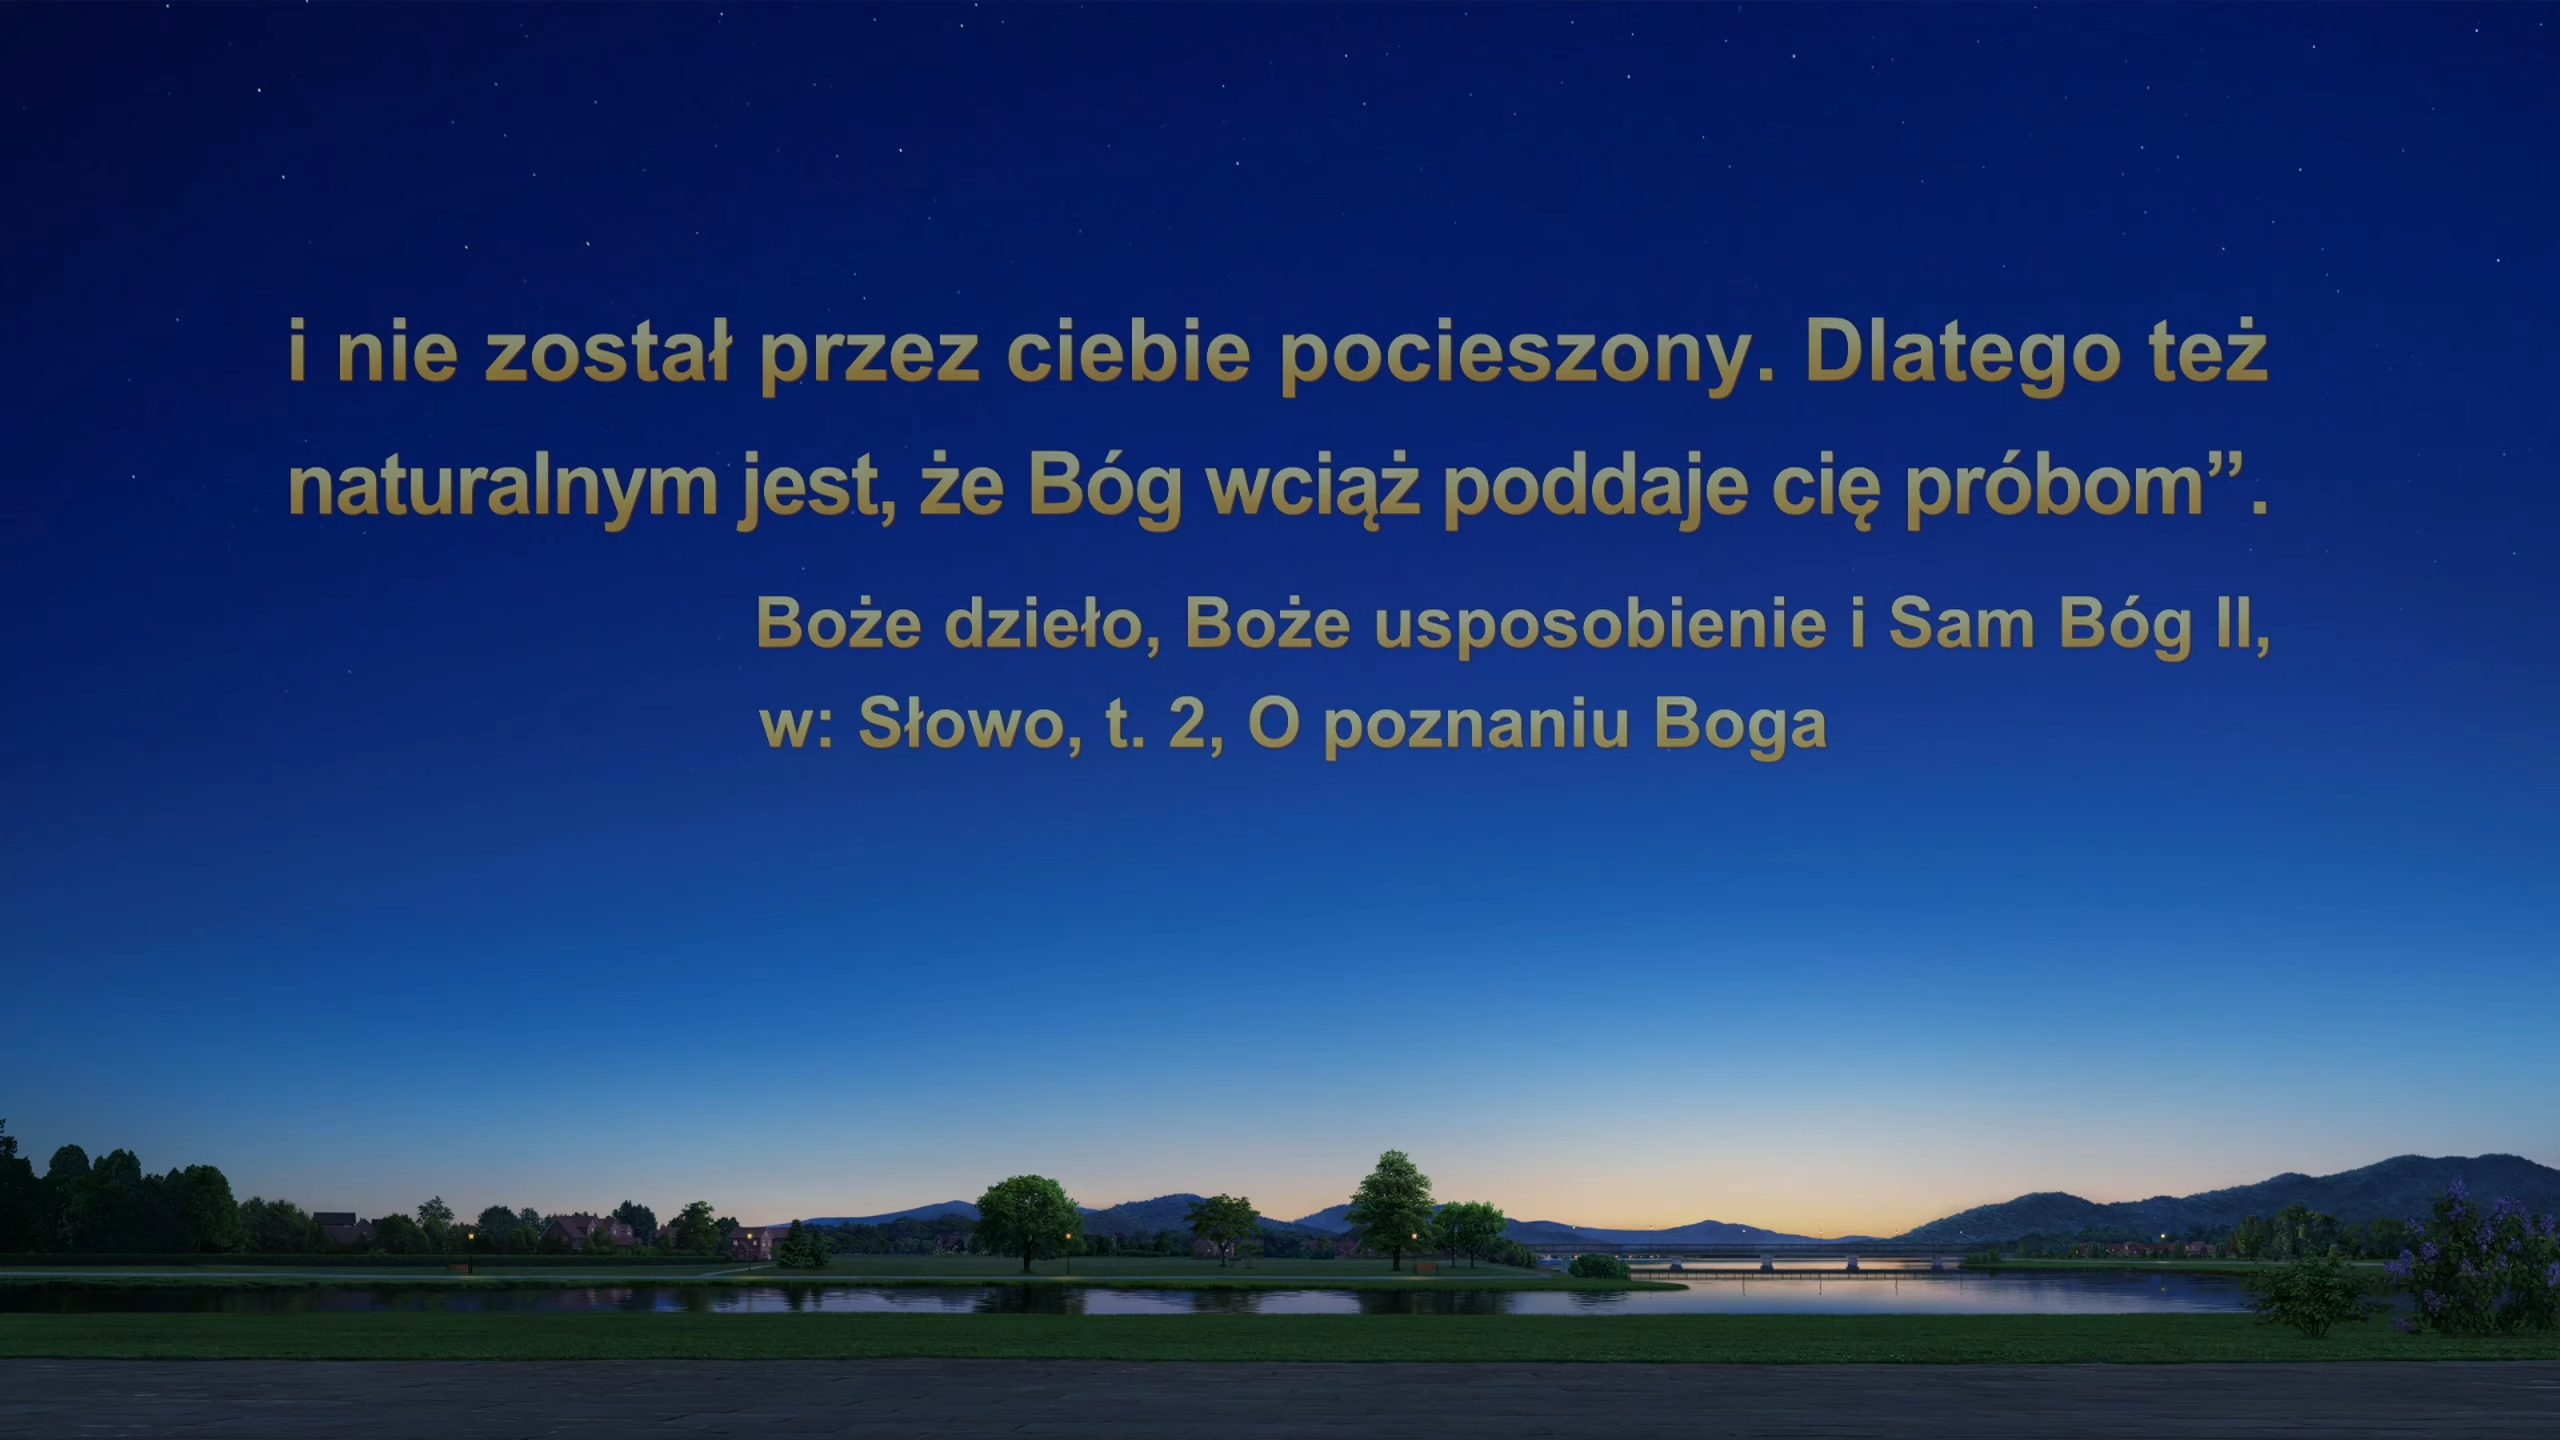 i nie został przez ciebie pocieszony. Dlatego też
naturalnym jest, że Bóg wciąż poddaje cię próbom”.
Boże dzieło, Boże usposobienie i Sam Bóg II,
w: Słowo, t. 2, O poznaniu Boga